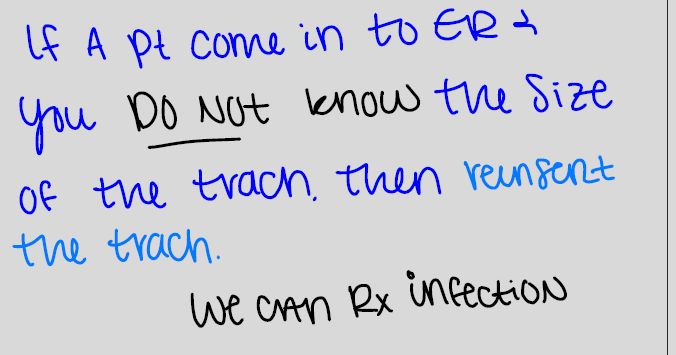 If A pt come in to ER &
you DO NOT know the Size
of the trach, then reinsert
the trach.
We CAn Rx infection